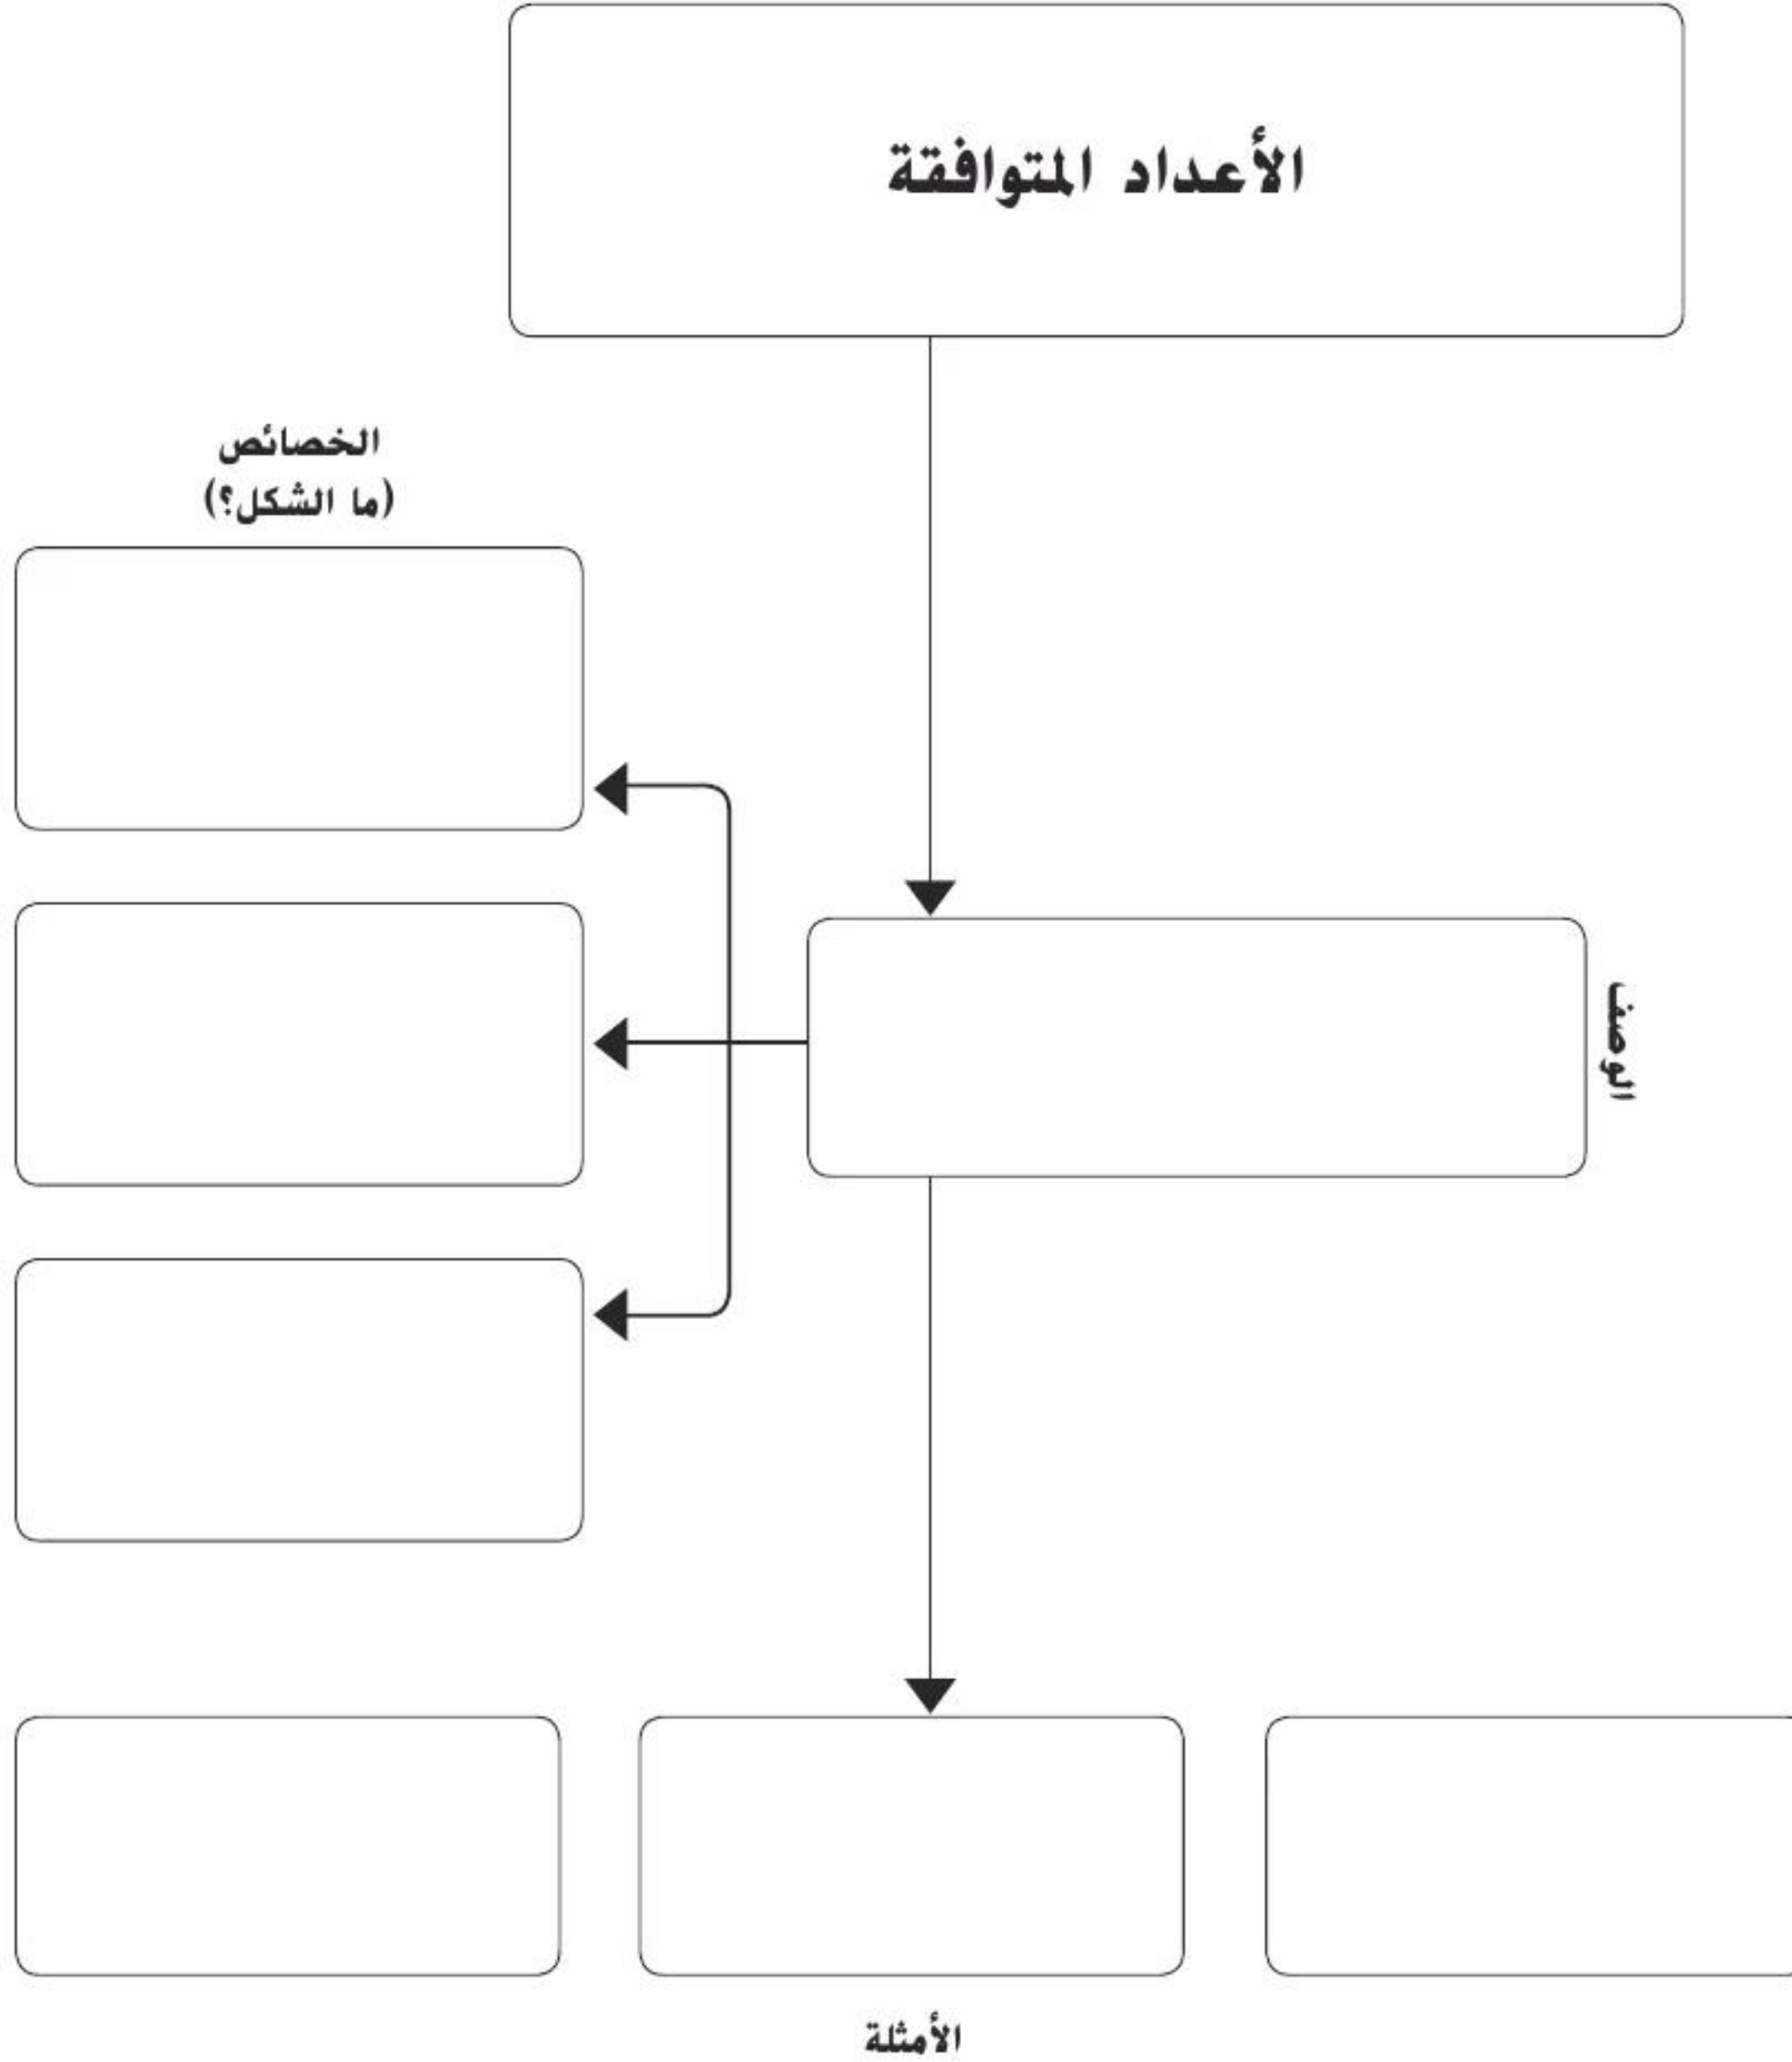 الأعداد المتوافقة
الخصائص
(ما الشكل؟)
الوصف
الأمثلة